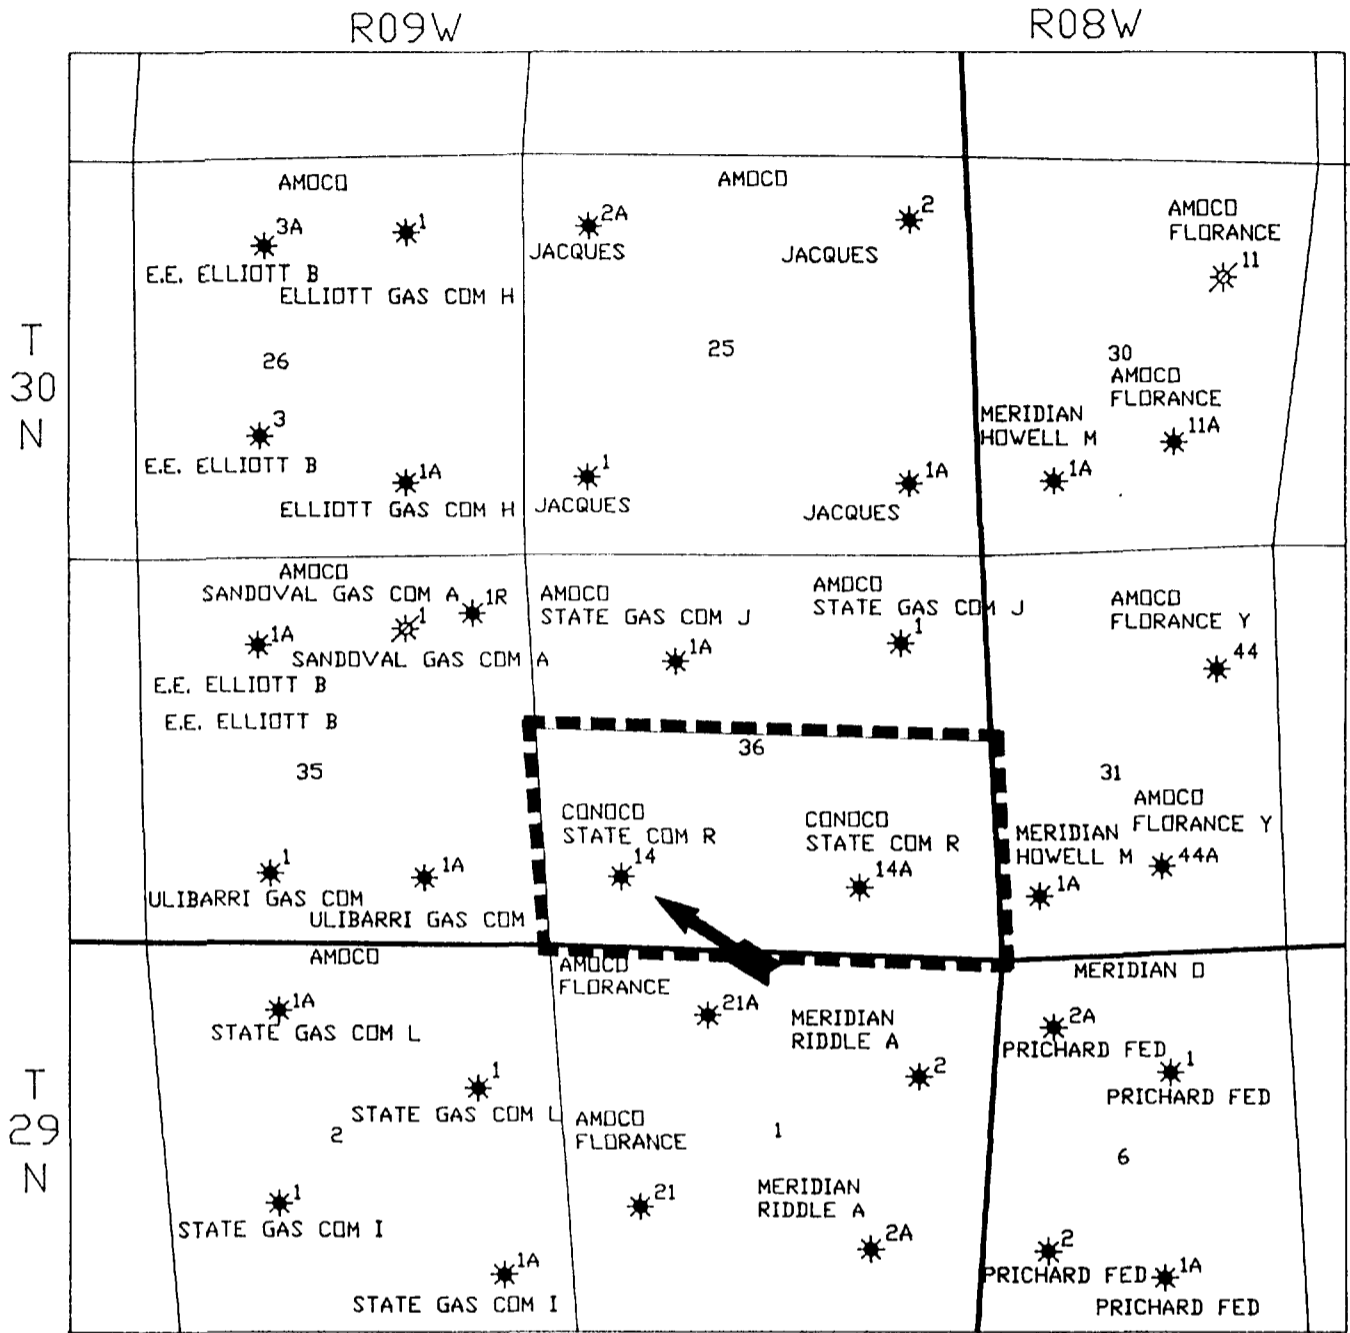 R09W
R08W
T
30
N
T
29
N
AMOCO
3A
1
E.E. ELLIOTT B
ELLIOTT GAS COM H
26
3
E.E. ELLIOTT B
1A
ELLIOTT GAS COM H
AMOCO
2A
JACQUES
2
JACQUES
25
1
JACQUES
1A
JACQUES
AMOCO
FLORANCE
11
30
AMOCO
FLORANCE
11A
MERIDIAN
HOWELL M
1A
AMOCO
SANDOVAL GAS COM A
1R
1
1A
SANDOVAL GAS COM A
E.E. ELLIOTT B
E.E. ELLIOTT B
35
1
ULIBARRI GAS COM
1A
ULIBARRI GAS COM
AMOCO
STATE GAS COM J
1A
AMOCO
STATE GAS COM J
1
36
CONOCO
STATE COM R
14
CONOCO
STATE COM R
14A
AMOCO
FLORANCE Y
44
31
AMOCO
FLORANCE Y
44A
MERIDIAN
HOWELL M
1A
AMOCO
1A
STATE GAS COM L
1
STATE GAS COM L
2
1
STATE GAS COM I
1A
STATE GAS COM I
AMOCO
FLORANCE
21A
MERIDIAN
RIDDLE A
2
AMOCO
FLORANCE
1
21
MERIDIAN
RIDDLE A
2A
MERIDIAN O
2A
PRICHARD FED
1
PRICHARD FED
6
2
PRICHARD FED
1A
PRICHARD FED